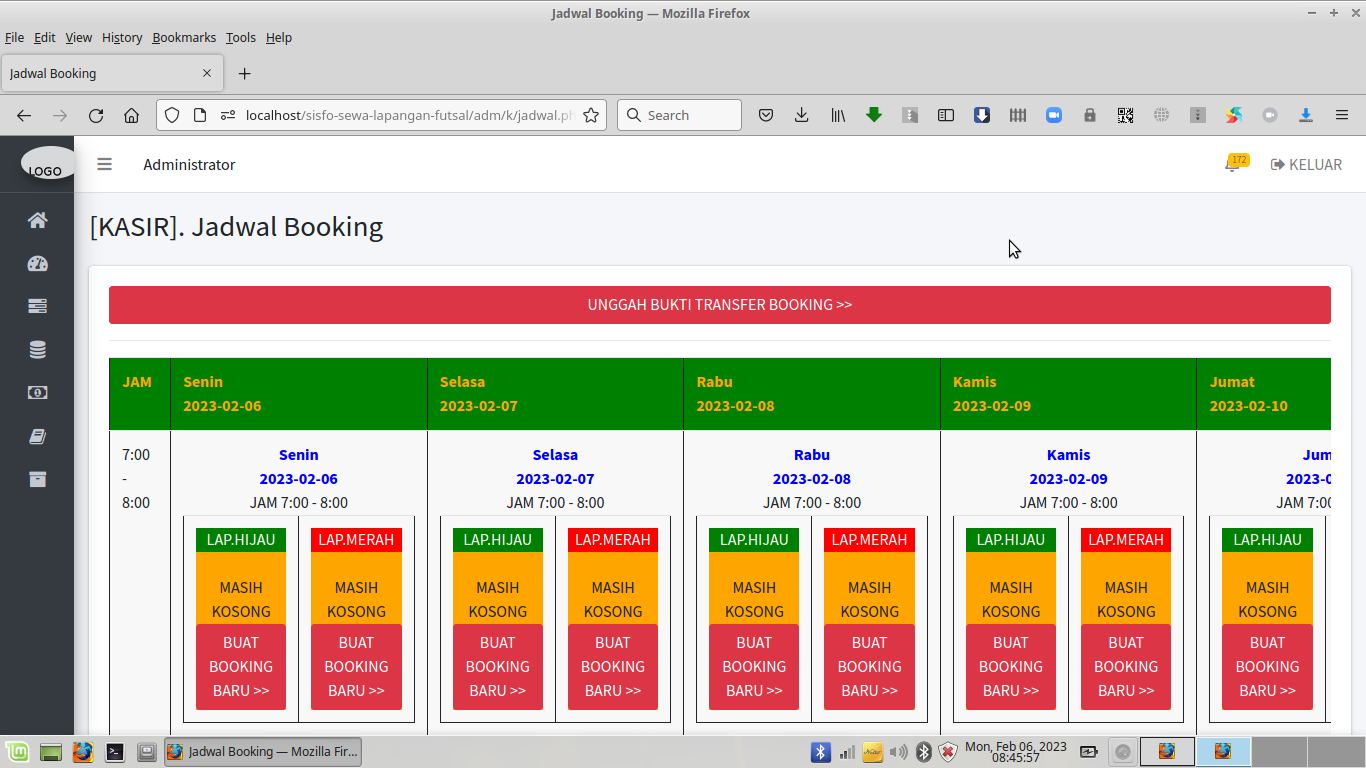 Jadwal Booking — Mozilla Firefox
File Edit View History Bookmarks Tools Help
Jadwal Booking
localhost/sisfo-sewa-lapangan-futsal/adm/k/jadwal.ph
Search
LOGO
Administrator
172
KELUAR
[KASIR]. Jadwal Booking
UNGGAH BUKTI TRANSFER BOOKING >>
JAM Senin Selasa Rabu Kamis Jumat
2023-02-06 2023-02-07 2023-02-08 2023-02-09 2023-02-10
7:00 Senin Selasa Rabu Kamis Jum
- 2023-02-06 2023-02-07 2023-02-08 2023-02-09 2023-0
8:00 JAM 7:00 - 8:00 JAM 7:00 - 8:00 JAM 7:00 - 8:00 JAM 7:00 - 8:00 JAM 7:00
LAP.HIJAU LAP.MERAH LAP.HIJAU LAP.MERAH LAP.HIJAU LAP.MERAH LAP.HIJAU LAP.MERAH LAP.HIJAU
MASIH MASIH MASIH MASIH MASIH MASIH MASIH MASIH MASIH
KOSONG KOSONG KOSONG KOSONG KOSONG KOSONG KOSONG KOSONG KOSONG
BUAT BUAT BUAT BUAT BUAT BUAT BUAT BUAT BUAT
BOOKING BOOKING BOOKING BOOKING BOOKING BOOKING BOOKING BOOKING BOOKING
BARU >> BARU >> BARU >> BARU >> BARU >> BARU >> BARU >> BARU >> BARU >>
Jadwal Booking — Mozilla Fir...
Mon, Feb 06, 2023
08:45:57